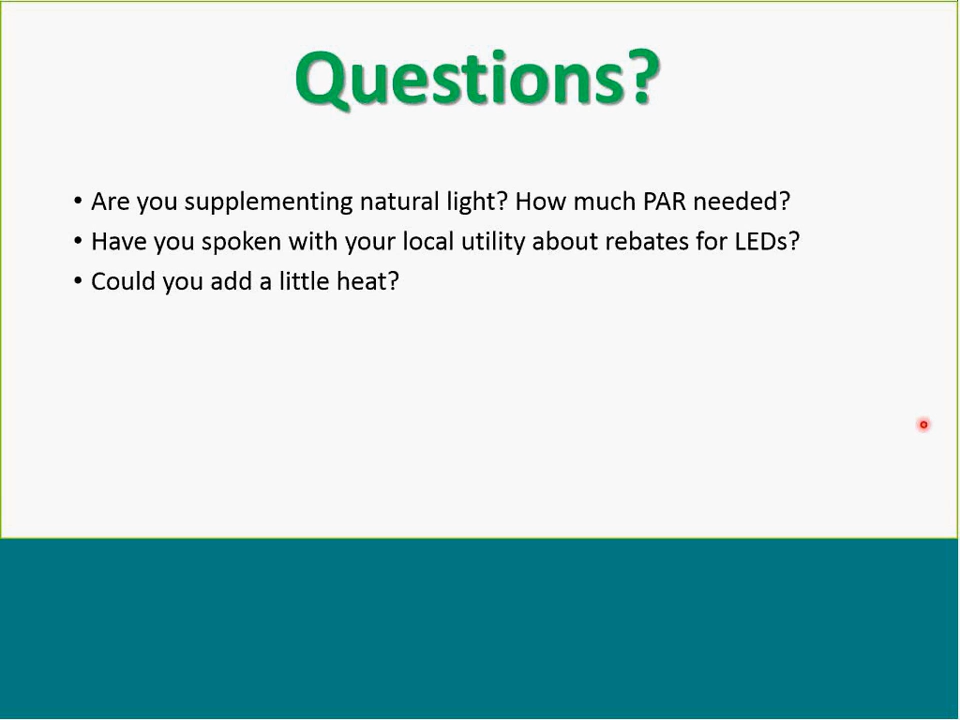 Questions?
• Are you supplementing natural light? How much PAR needed?
• Have you spoken with your local utility about rebates for LEDs?
• Could you add a little heat?